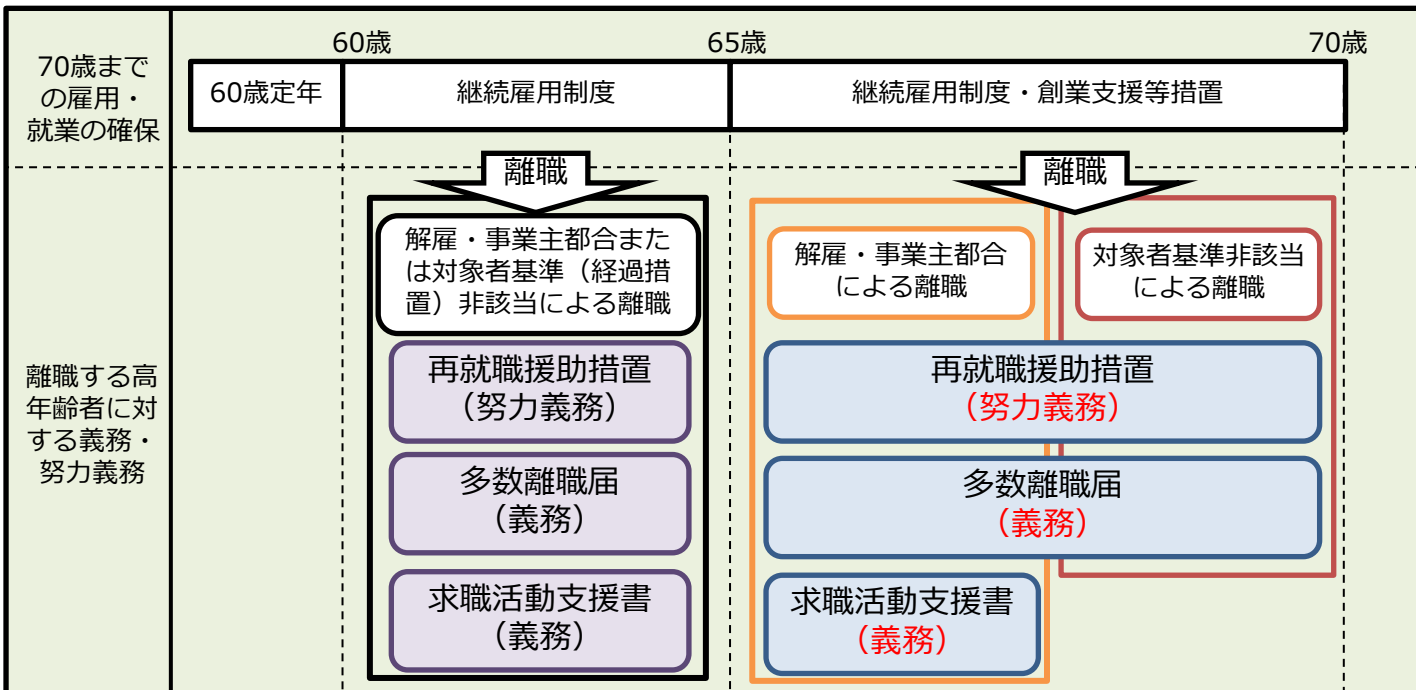 60歳
65歳
70歳
70歳まで
の雇用・
就業の確保
60歳定年
継続雇用制度
継続雇用制度・創業支援等措置
離職
離職
離職する高
年齢者に対
する義務・
努力義務
解雇・事業主都合また
は対象者基準（経過措
置）非該当による離職
再就職援助措置
（努力義務）
多数離職届
（義務）
求職活動支援書
（義務）
解雇・事業主都合
による離職
対象者基準非該当
による離職
再就職援助措置
（努力義務）
多数離職届
（義務）
求職活動支援書
（義務）